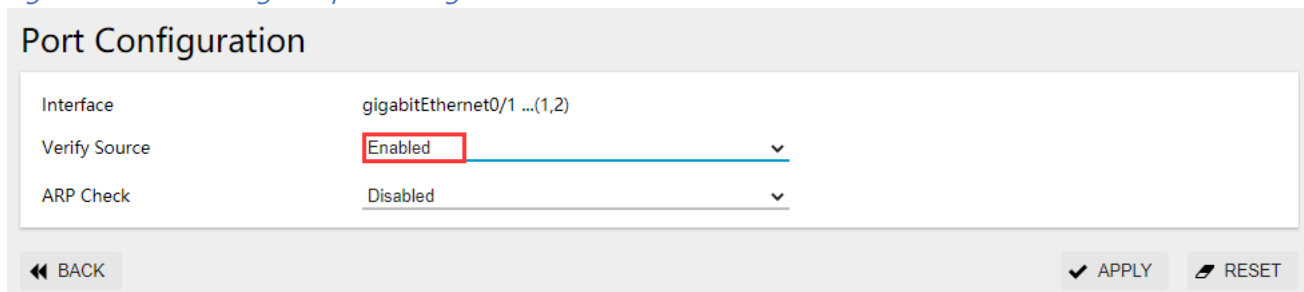 Port Configuration
Interface gigabitEthernet0/1 ...(1,2)
Verify Source Enabled
ARP Check Disabled
BACK APPLY RESET